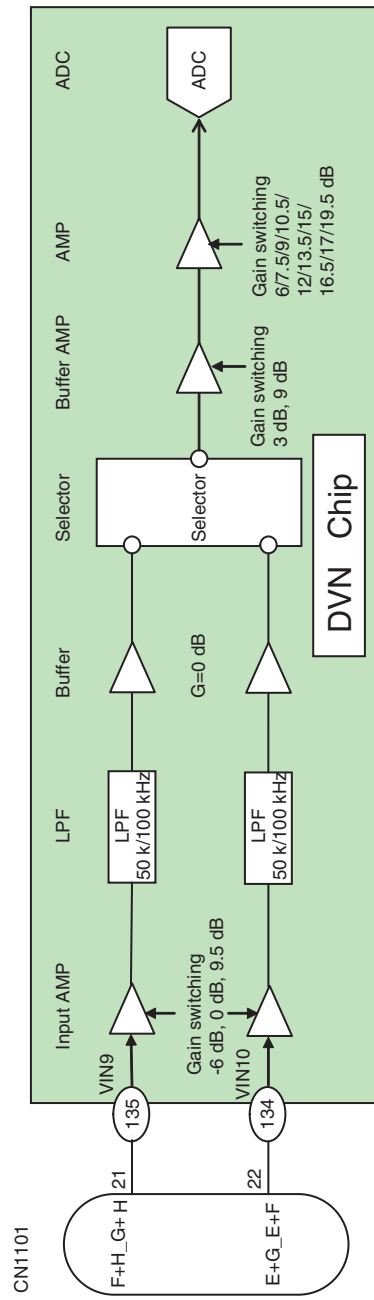 CN1101
F+H_G+H
21
E+G_E+F
22
135
VIN9
134
VIN10
Input AMP
LPF
Buffer
Selector
Buffer AMP
AMP
ADC
Gain switching
-6 dB, 0 dB, 9.5 dB
LPF
50 k/100 kHz
LPF
50 k/100 kHz
G=0 dB
Selector
Gain switching
3 dB, 9 dB
Gain switching
6/7.5/9/10.5/
12/13.5/15/
16.5/17/19.5 dB
ADC
DVN Chip